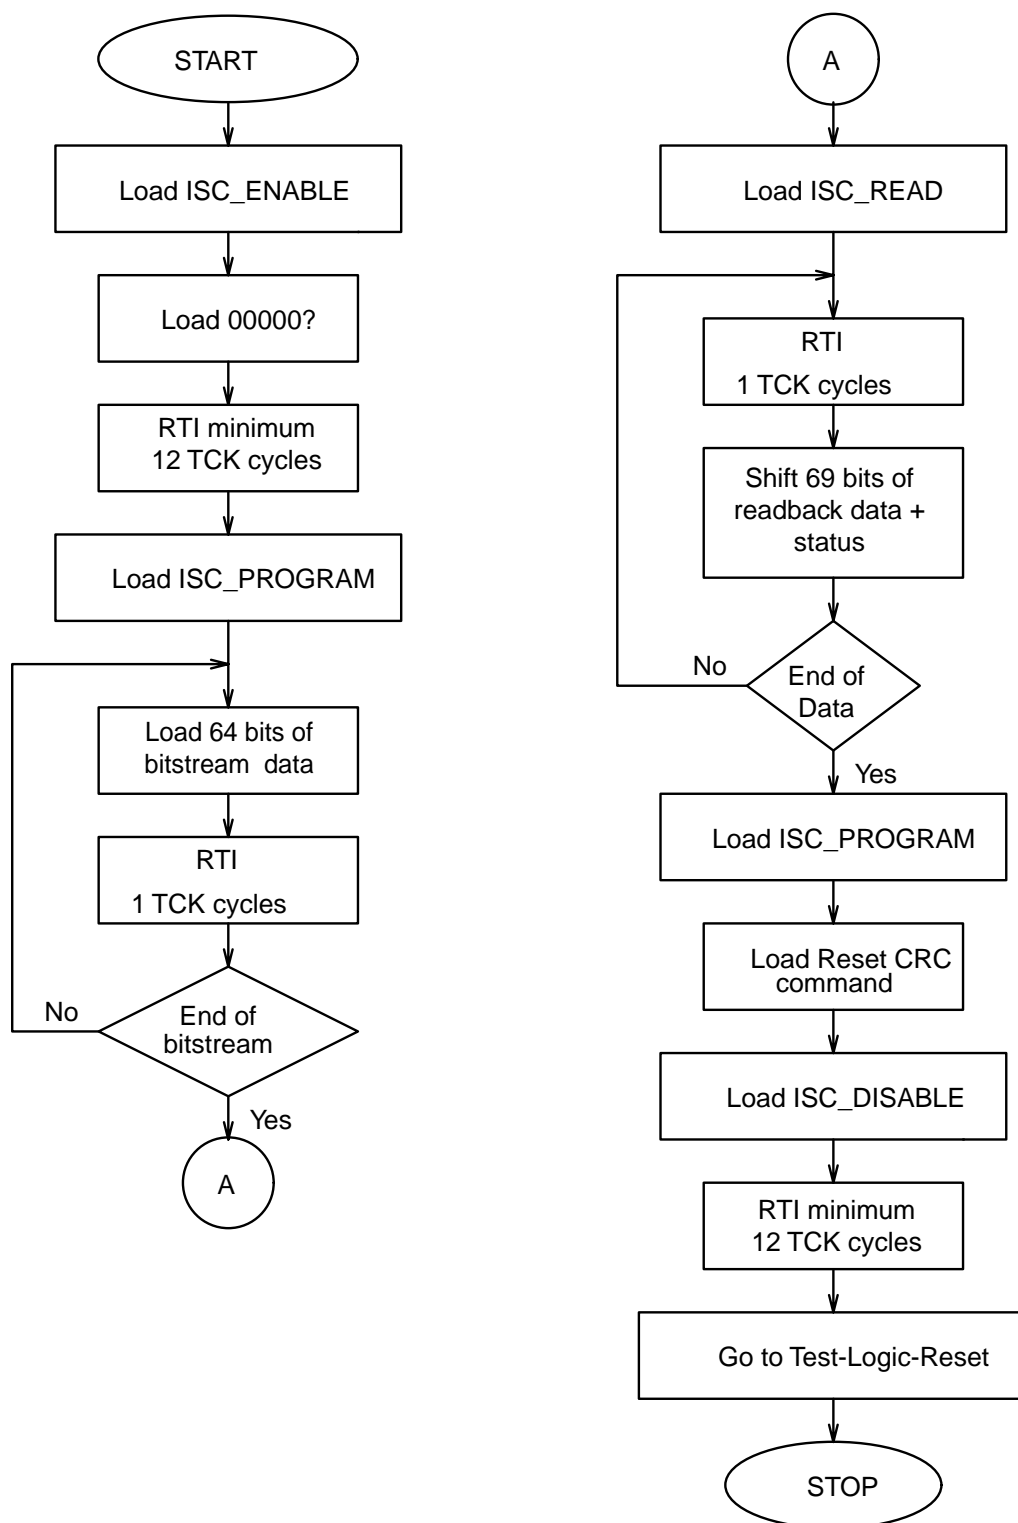 START
Load ISC_ENABLE
Load 00000?
RTI minimum
12 TCK cycles
Load ISC_PROGRAM
Load 64 bits of
bitstream data
RTI
1 TCK cycles
No
End of
bitstream
Yes
A
A
Load ISC_READ
RTI
1 TCK cycles
Shift 69 bits of
readback data +
status
No
End of
Data
Yes
Load ISC_PROGRAM
Load Reset CRC
command
Load ISC_DISABLE
RTI minimum
12 TCK cycles
Go to Test-Logic-Reset
STOP